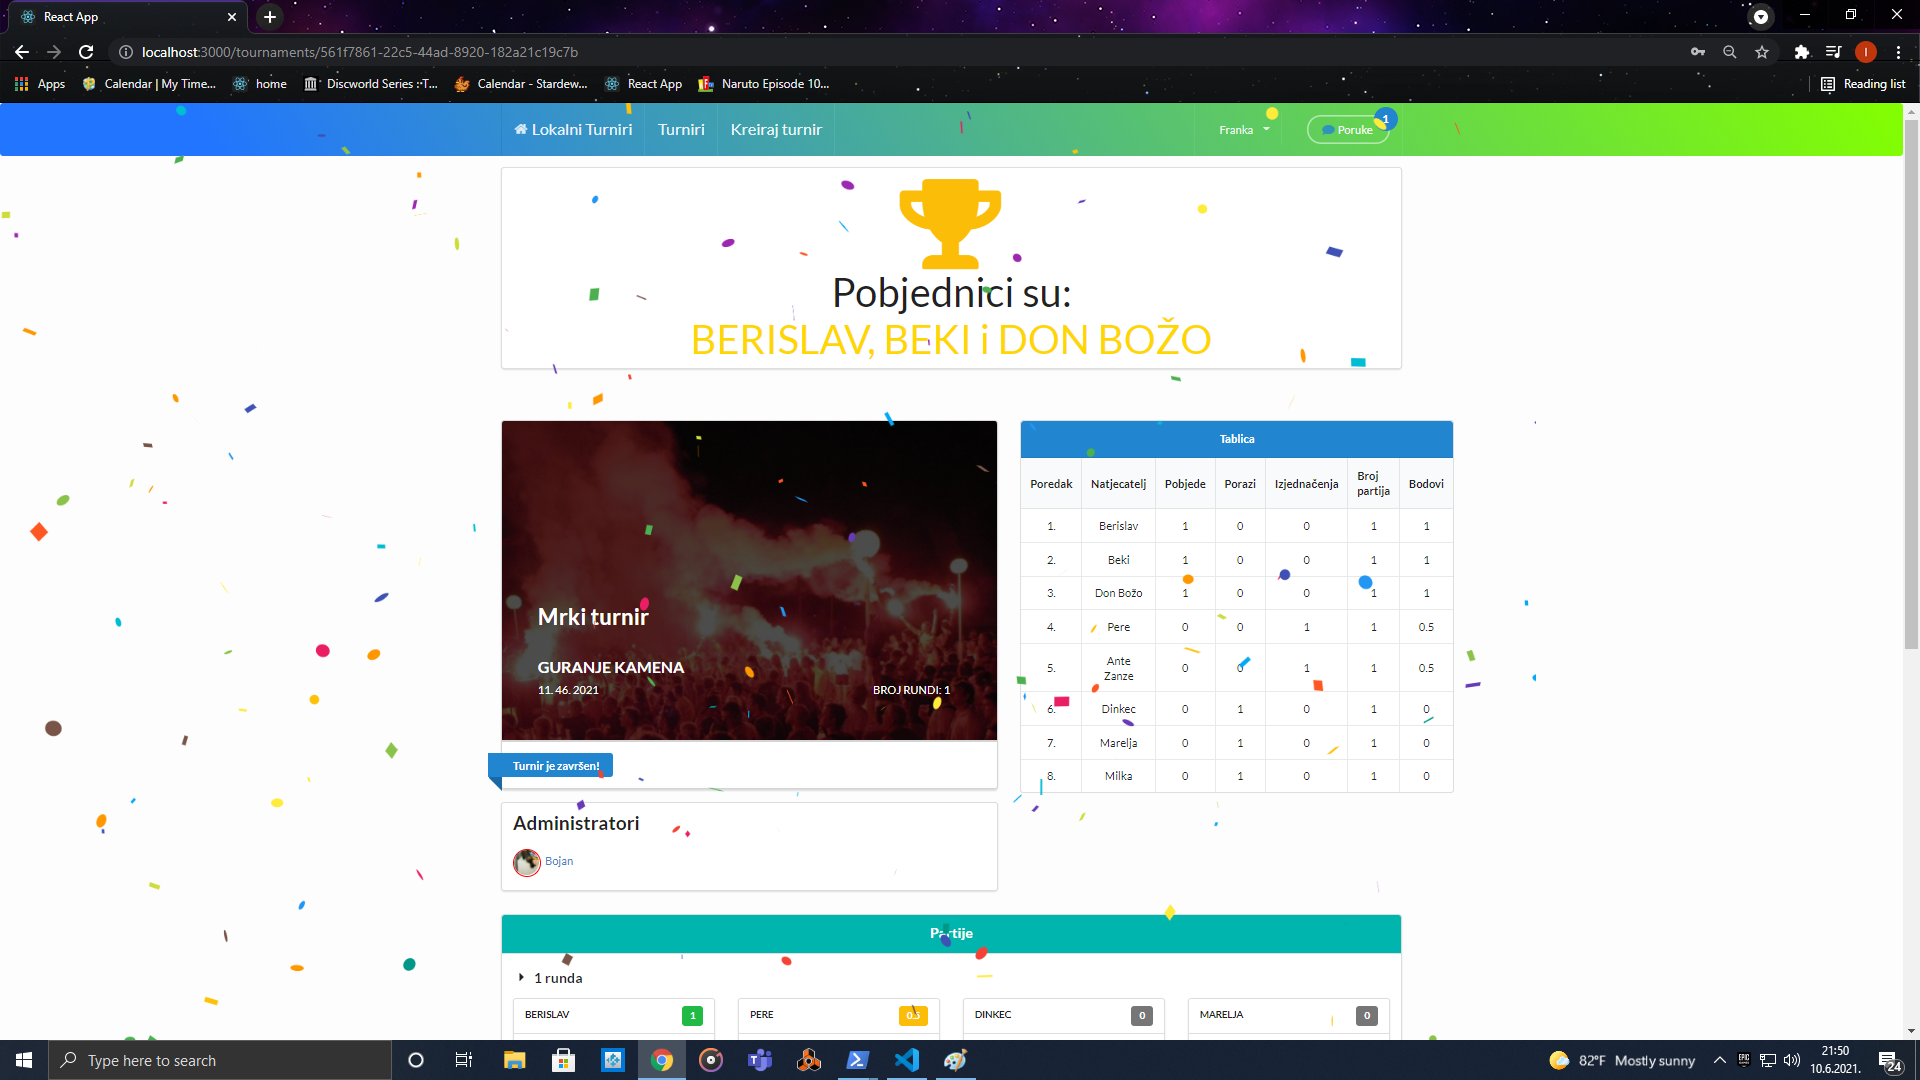 React App
localhost:3000/tournaments/561f7861-22c5-44ad-8920-182a21c19c7b
I
Apps
Calendar | My Time...
home
Discworld Series :: T...
Calendar - Stardew...
React App
Naruto Episode 10...
Reading list
Lokalni Turniri
Turniri
Kreiraj turnir
Franka
Poruke
1
Pobjednici su:
BERISLAV, BEKI i DON BOŽO
Mrki turnir
GURANJE KAMENA
11. 46. 2021
BROJ RUNDI: 1
Turnir je završen!
Tablica
Poredak Natjecatelj Pobjede Porazi Izjednačenja Broj partija Bodovi
1. Berislav 1 0 0 1 1
2. Beki 1 0 0 1 1
3. Don Božo 1 0 0 1 1
4. Pere 0 0 1 1 0.5
5. Ante Zanze 0 0 1 1 0.5
6. Dinkec 0 1 0 1 0
7. Marelja 0 1 0 1 0
8. Milka 0 1 0 1 0
Administratori
Bojan
Partije
1 runda
BERISLAV 1
PERE 0.5
DINKEC 0
MARELJA 0
Type here to search
82°F Mostly sunny
EPIC
21:50
10.6.2021.
24